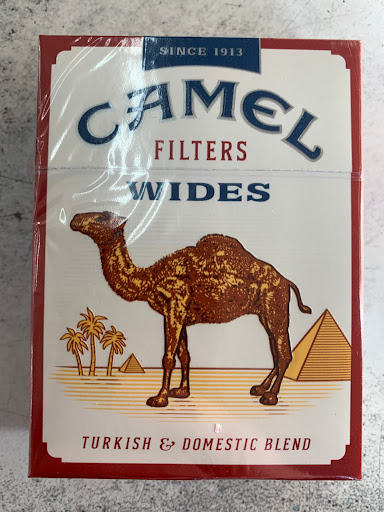 SINCE 1913
CAMEL
FILTERS
WIDES
TURKISH & DOMESTIC BLEND